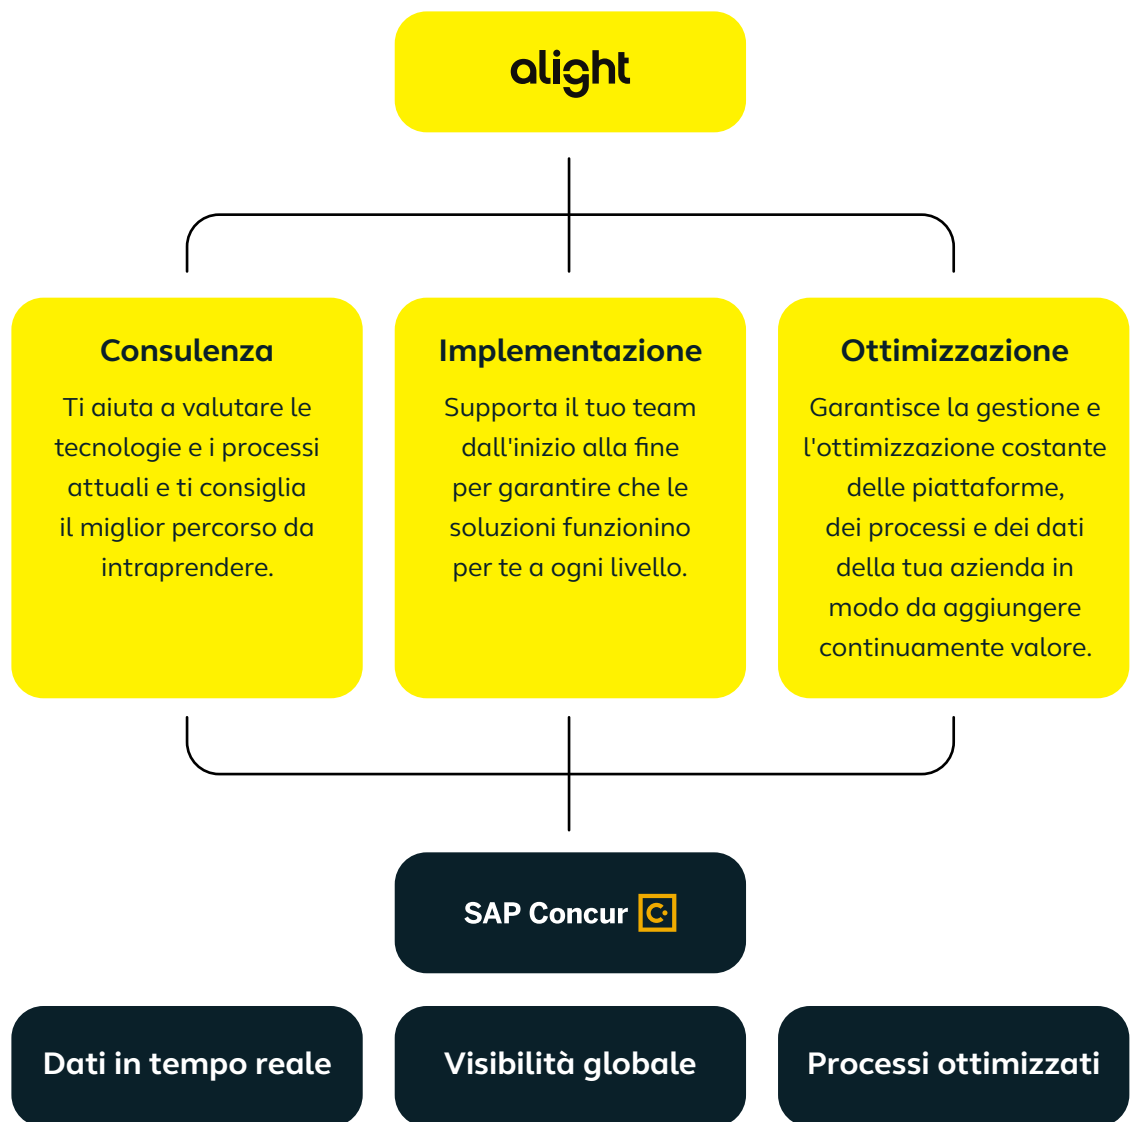 alight
Consulenza
Ti aiuta a valutare le
tecnologie e i processi
attuali e ti consiglia
il miglior percorso da
intraprendere.
Implementazione
Supporta il tuo team
dall'inizio alla fine
per garantire che le
soluzioni funzionino
per te a ogni livello.
Ottimizzazione
Garantisce la gestione e
l'ottimizzazione costante
delle piattaforme,
dei processi e dei dati
della tua azienda in
modo da aggiungere
continuamente valore.
SAP Concur C.
Dati in tempo reale
Visibilità globale
Processi ottimizzati